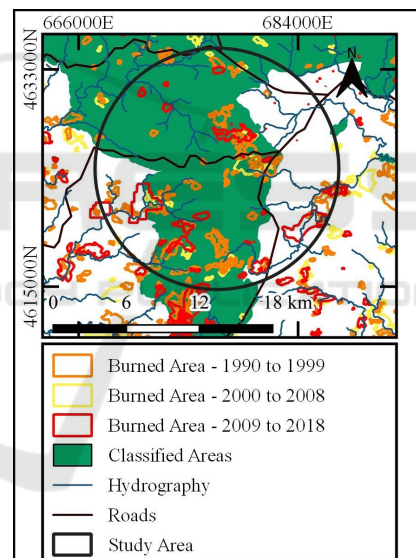 666000E 684000E
4633000N
N
4615000N
0 6 12 18 km
Burned Area - 1990 to 1999
Burned Area - 2000 to 2008
Burned Area - 2009 to 2018
Classified Areas
Hydrography
Roads
Study Area